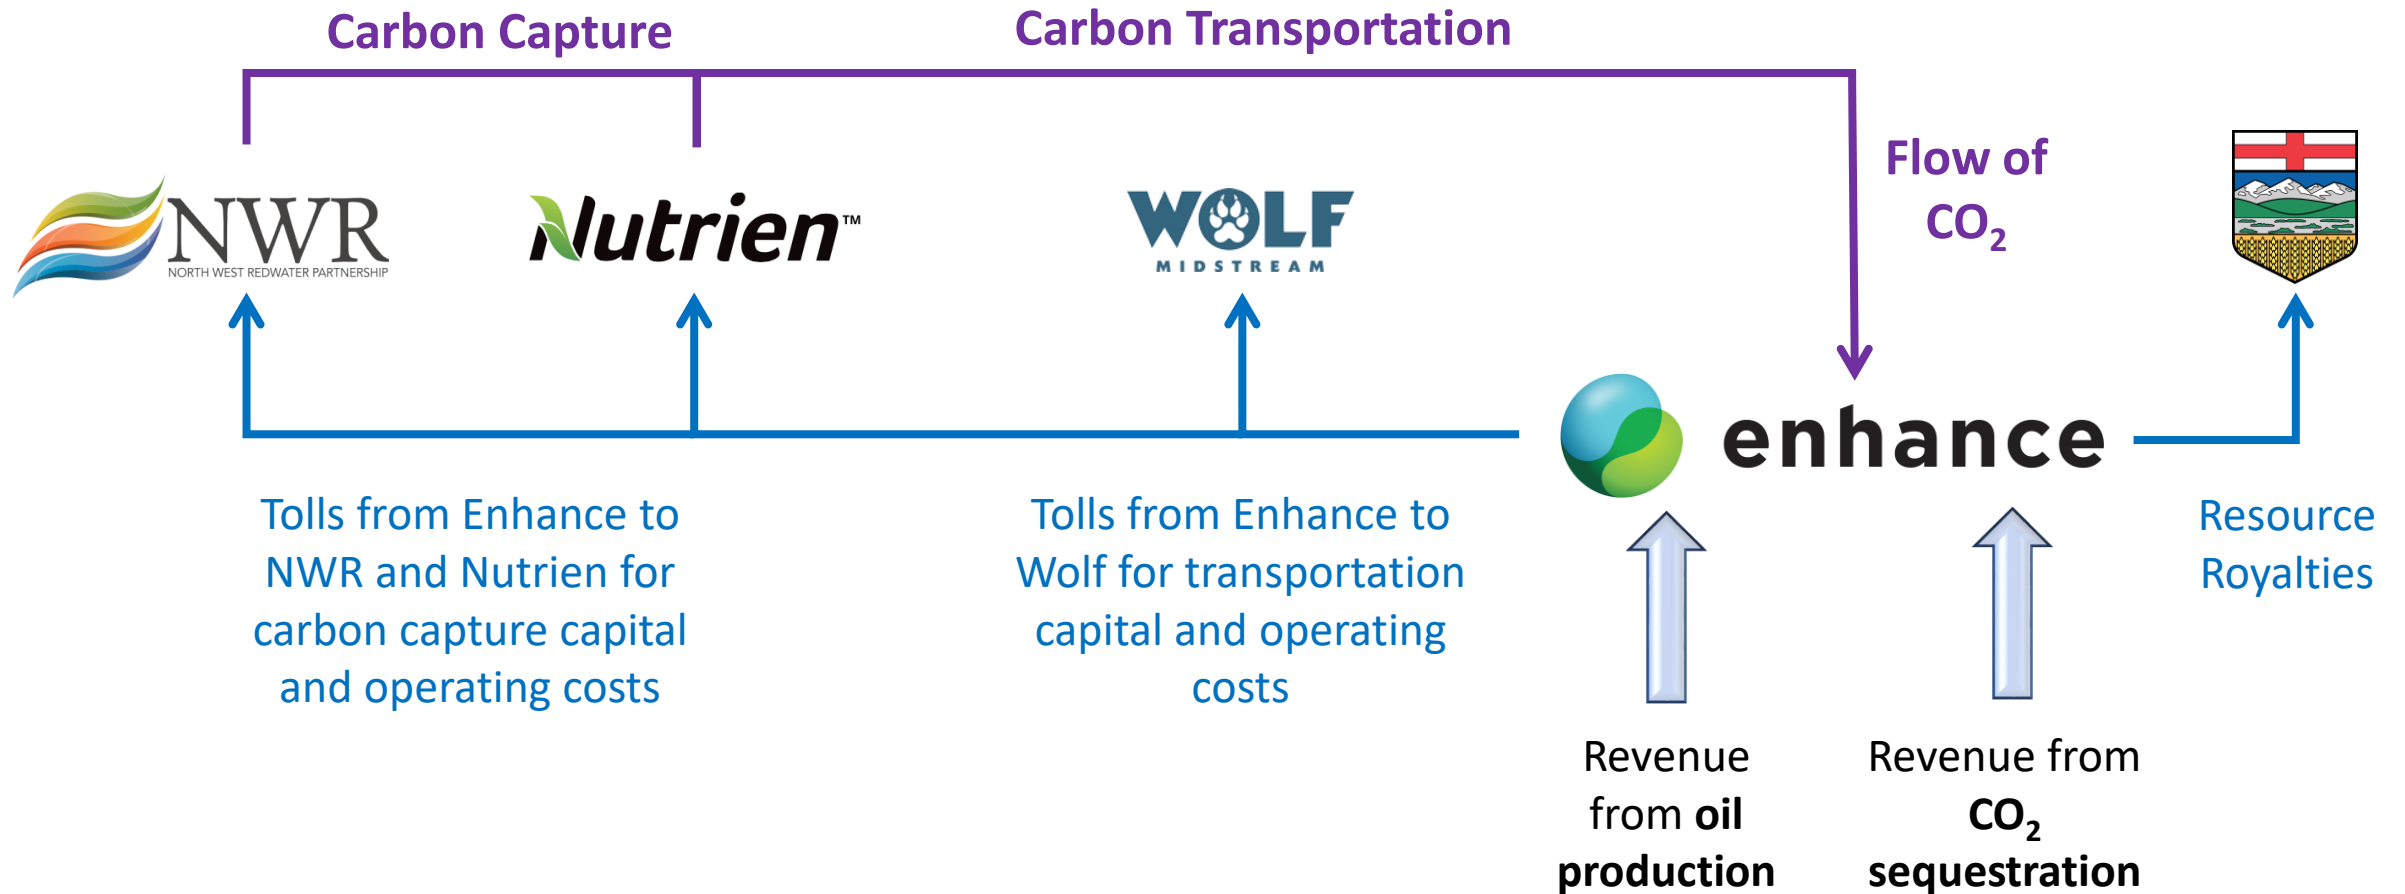 Carbon Capture
Carbon Transportation
Flow of
CO₂
NWR
NORTH WEST REDWATER PARTNERSHIP
Nutrien™
WOLF
MIDSTREAM
enhance
Tolls from Enhance to
NWR and Nutrien for
carbon capture capital
and operating costs
Tolls from Enhance to
Wolf for transportation
capital and operating
costs
Resource
Royalties
Revenue
from oil
production
Revenue from
CO₂
sequestration